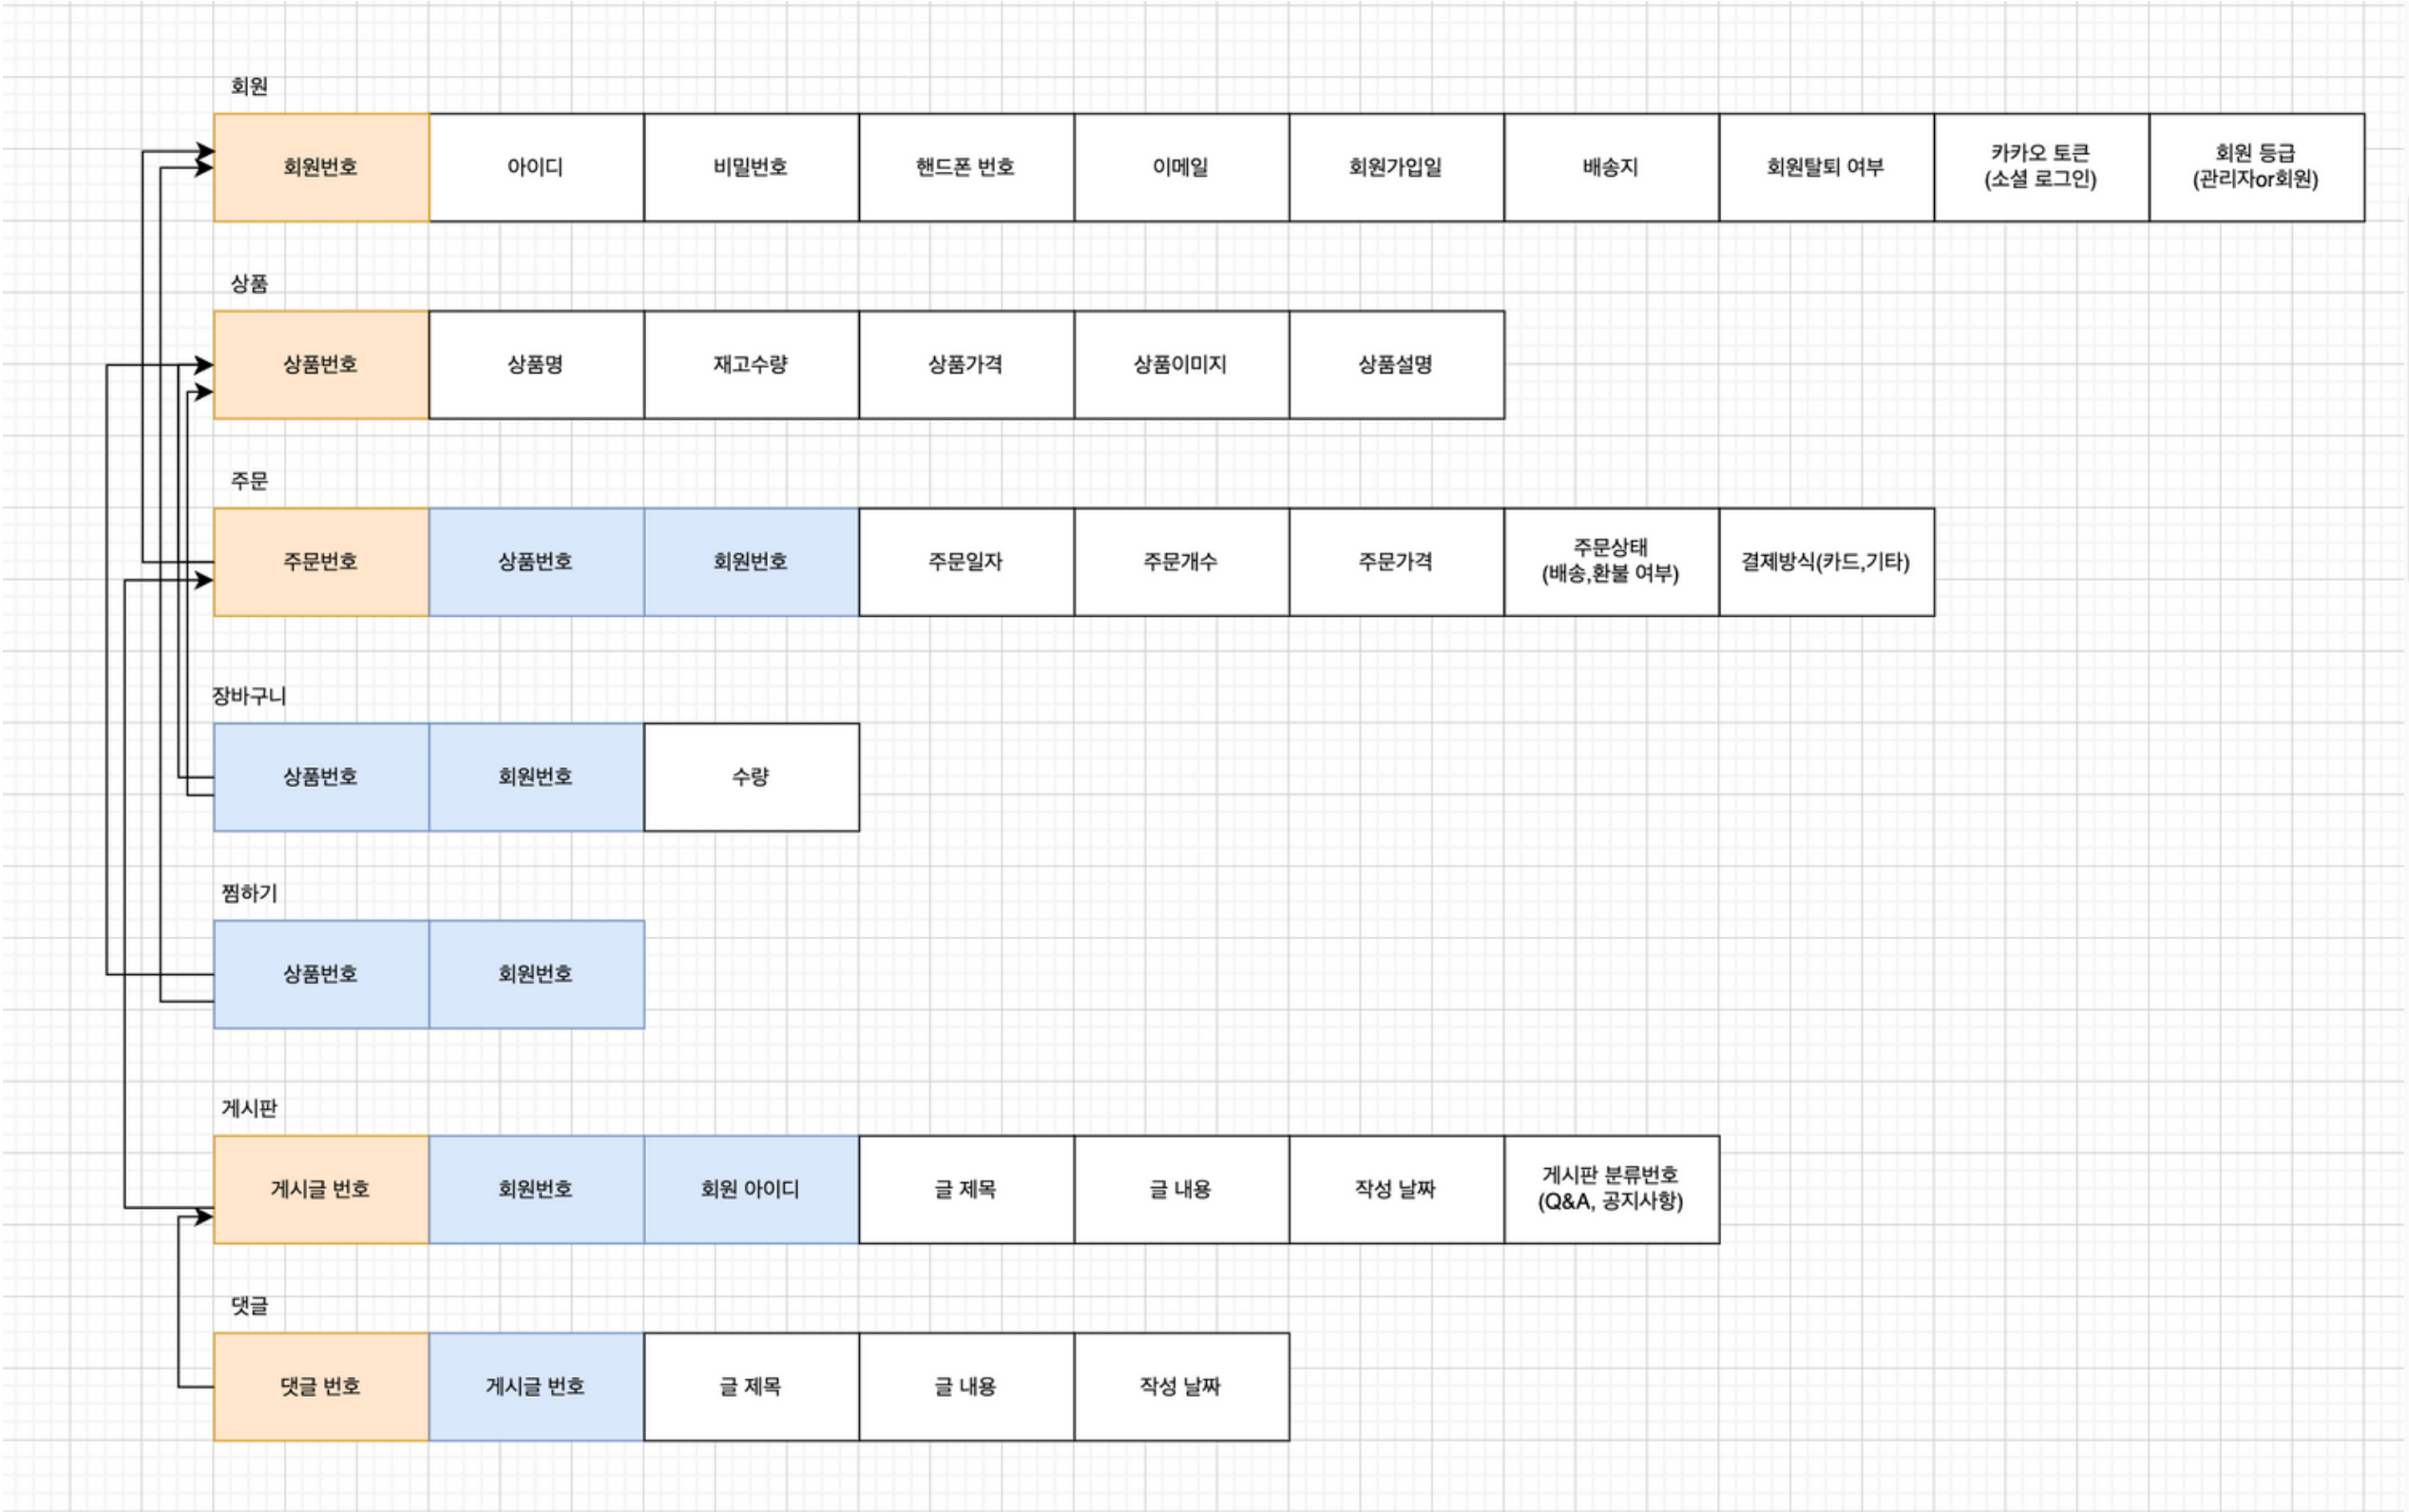 회원
회원번호
아이디
비밀번호
핸드폰 번호
이메일
회원가입일
배송지
회원탈퇴 여부
카카오 토큰
(소셜 로그인)
회원 등급
(관리자or회원)
상품
상품번호
상품명
재고수량
상품가격
상품이미지
상품설명
주문
주문번호
상품번호
회원번호
주문일자
주문개수
주문가격
주문상태
(배송,환불 여부)
결제방식(카드,기타)
장바구니
상품번호
회원번호
수량
찜하기
상품번호
회원번호
게시판
게시글 번호
회원번호
회원 아이디
글 제목
글 내용
작성 날짜
게시판 분류번호
(Q&A, 공지사항)
댓글
댓글 번호
게시글 번호
글 제목
글 내용
작성 날짜